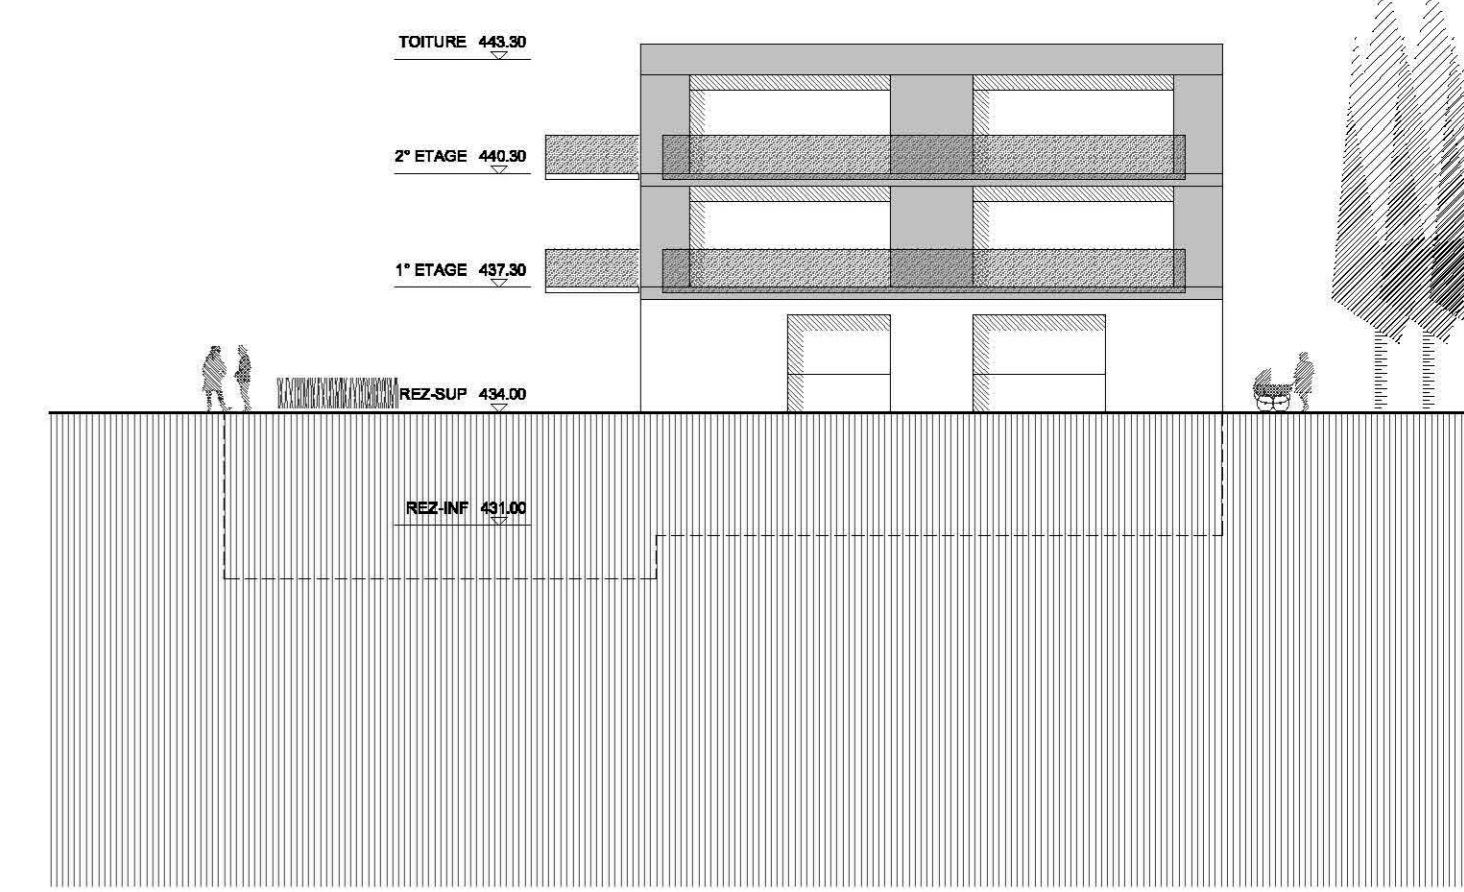 TOITURE 443.30
2° ETAGE 440.30
1° ETAGE 437.30
REZ-SUP 434.00
REZ-INF 431.00